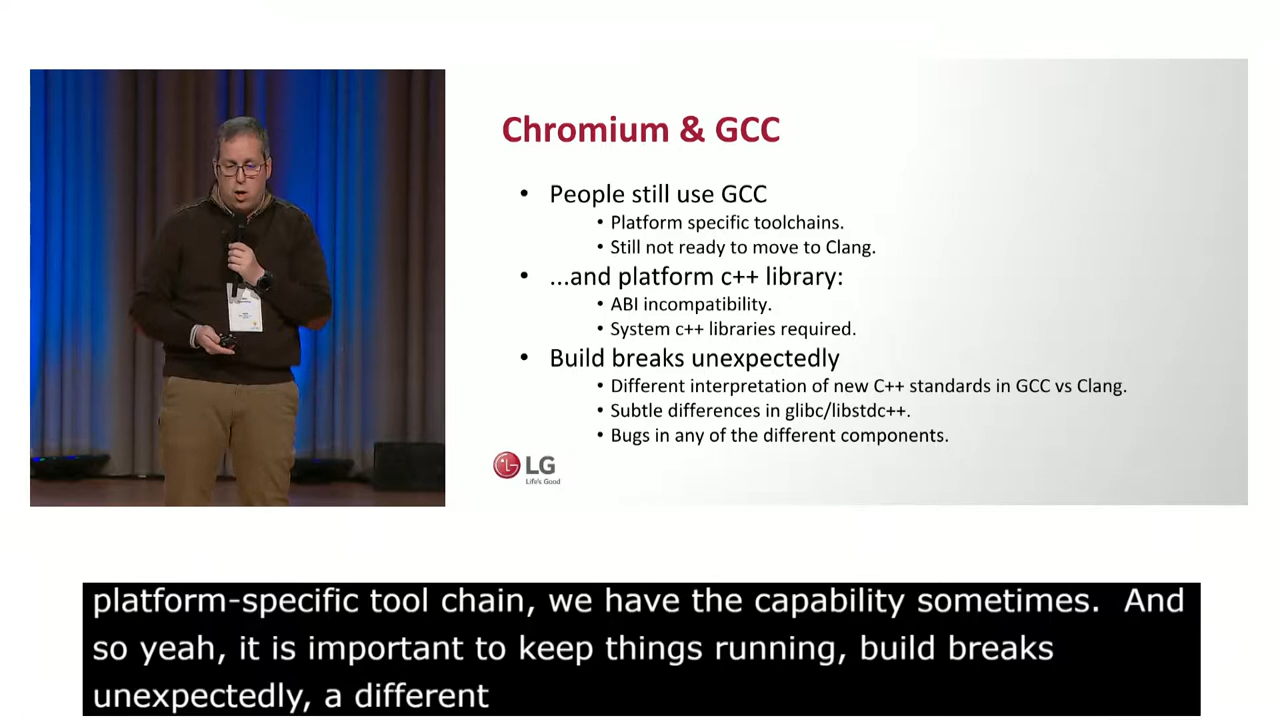 Chromium & GCC
• People still use GCC
• Platform specific toolchains.
• Still not ready to move to Clang.
• ...and platform c++ library:
• ABI incompatibility.
• System c++ libraries required.
• Build breaks unexpectedly
• Different interpretation of new C++ standards in GCC vs Clang.
• Subtle differences in glibc/libstdc++.
• Bugs in any of the different components.
LG
Life's Good
platform-specific tool chain, we have the capability sometimes. And
so yeah, it is important to keep things running, build breaks
unexpectedly, a different